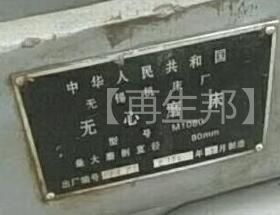 中华人民共和国
无锡机床厂
无心磨床
型号 M1080
最大磨削直径 80mm
出厂编号 年 月制造
【再生邦】